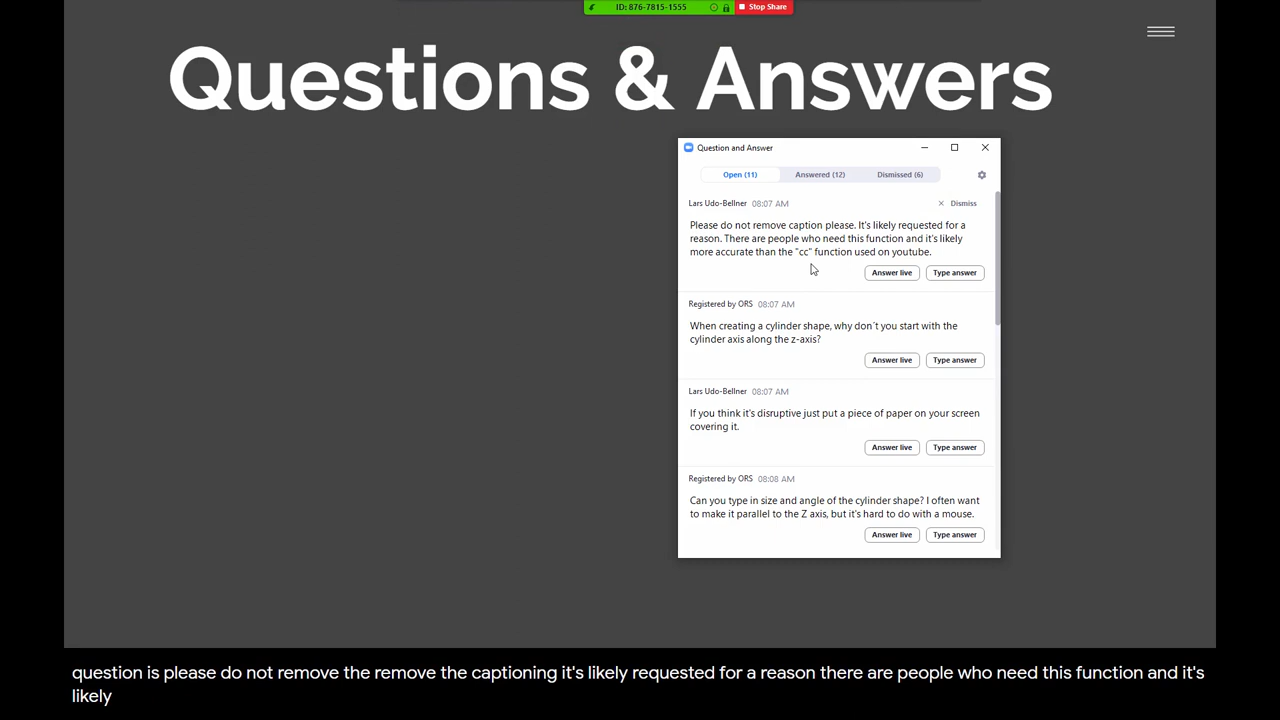 ID: 876-7815-1555
Stop Share
Questions & Answers
Question and Answer
Open (11)
Answered (12)
Dismissed (6)
Lars Udo-Bellner 08:07 AM
Dismiss
Please do not remove caption please. It's likely requested for a
reason. There are people who need this function and it's likely
more accurate than the "cc" function used on youtube.
Answer live
Type answer
Registered by ORS 08:07 AM
When creating a cylinder shape, why don´t you start with the
cylinder axis along the z-axis?
Answer live
Type answer
Lars Udo-Bellner 08:07 AM
If you think it's disruptive just put a piece of paper on your screen
covering it.
Answer live
Type answer
Registered by ORS 08:08 AM
Can you type in size and angle of the cylinder shape? I often want
to make it parallel to the Z axis, but it's hard to do with a mouse.
Answer live
Type answer
question is please do not remove the remove the captioning it's likely requested for a reason there are people who need this function and it's
likely